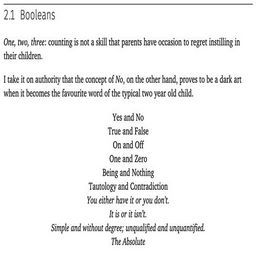 2.1 Booleans
One, two, three: counting is not a skill that parents have occasion to regret instilling in
their children.
I take it on authority that the concept of No, on the other hand, proves to be a dark art
when it becomes the favourite word of the typical two year old child.
Yes and No
True and False
On and Off
One and Zero
Being and Nothing
Tautology and Contradiction
You either have it or you don't.
It is or it isn't.
Simple and without degree; unqualified and unquantified.
The Absolute